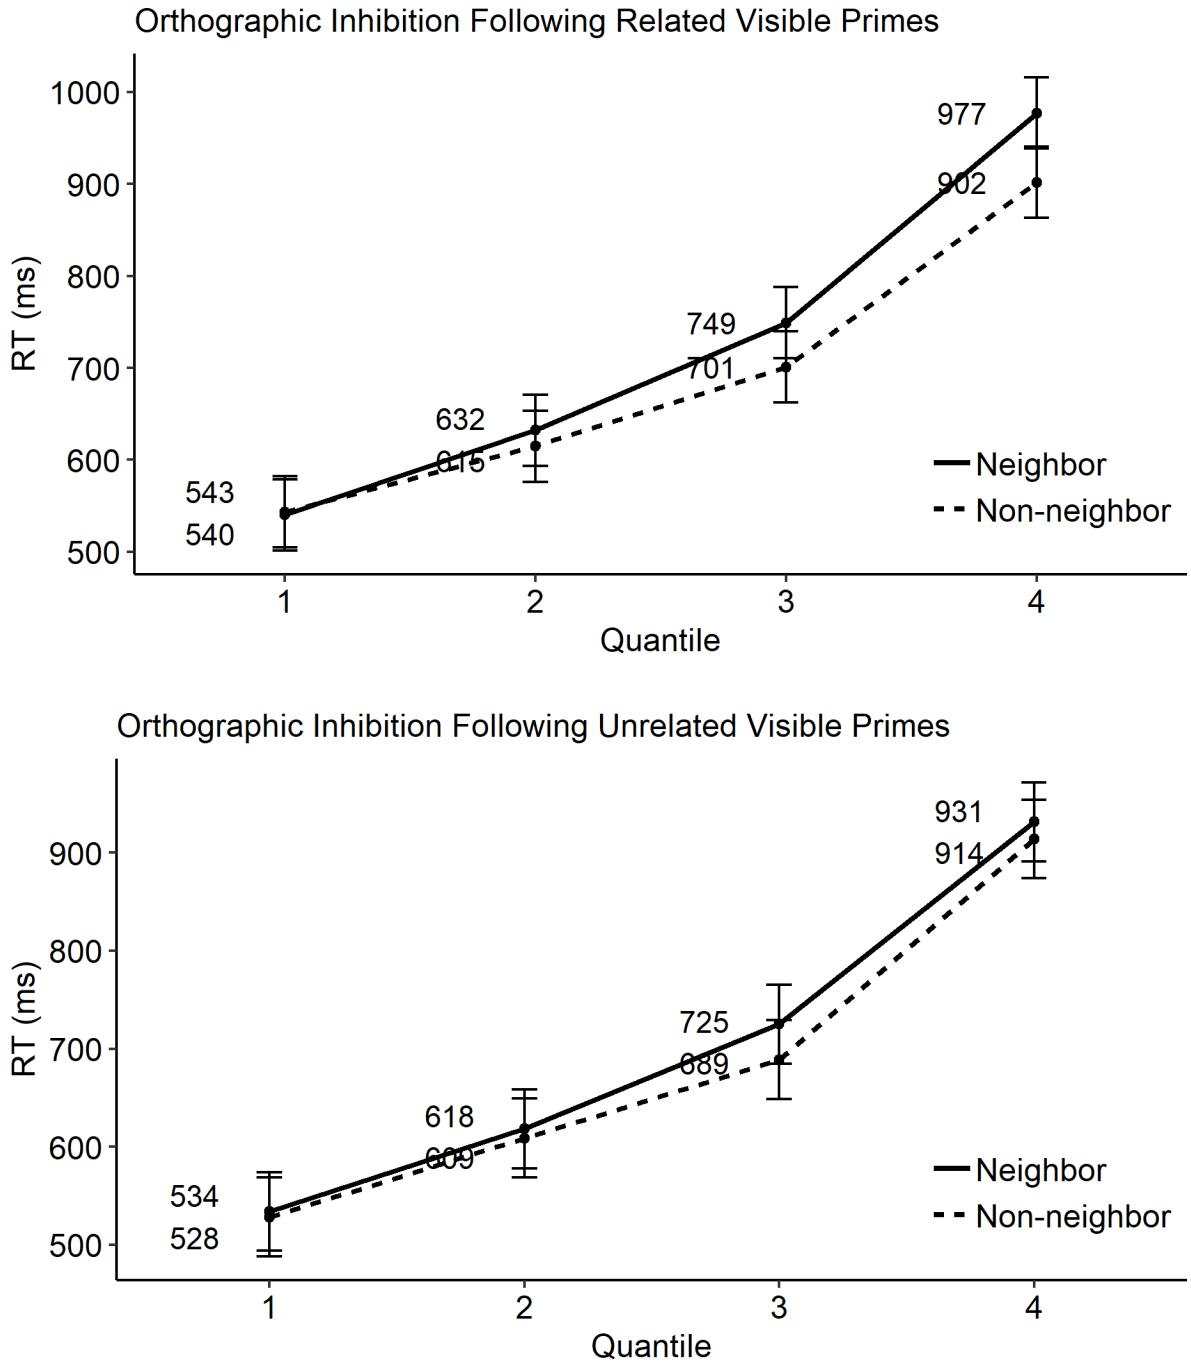 Orthographic Inhibition Following Related Visible Primes
1000
900
800
700
600
500
RT (ms)
977
902
749
701
632
615
543
540
Neighbor
Non-neighbor
1 2 3 4
Quantile
Orthographic Inhibition Following Unrelated Visible Primes
900
800
700
600
500
RT (ms)
931
914
725
689
618
609
534
528
Neighbor
Non-neighbor
1 2 3 4
Quantile